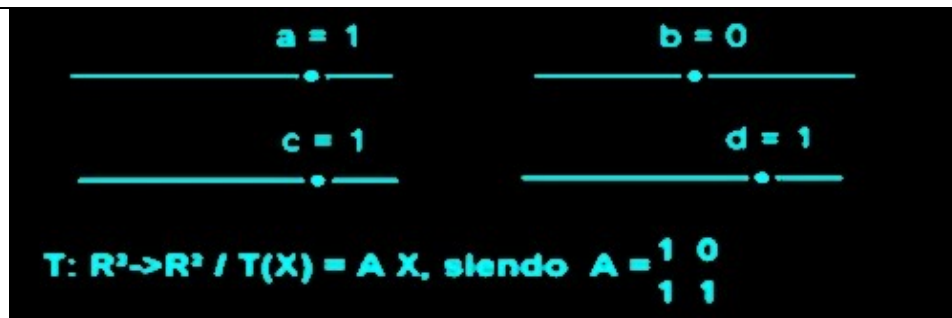 a = 1
b = 0
c = 1
d = 1
T: R²->R² / T(X) = A X, siendo A = 1 0
1 1